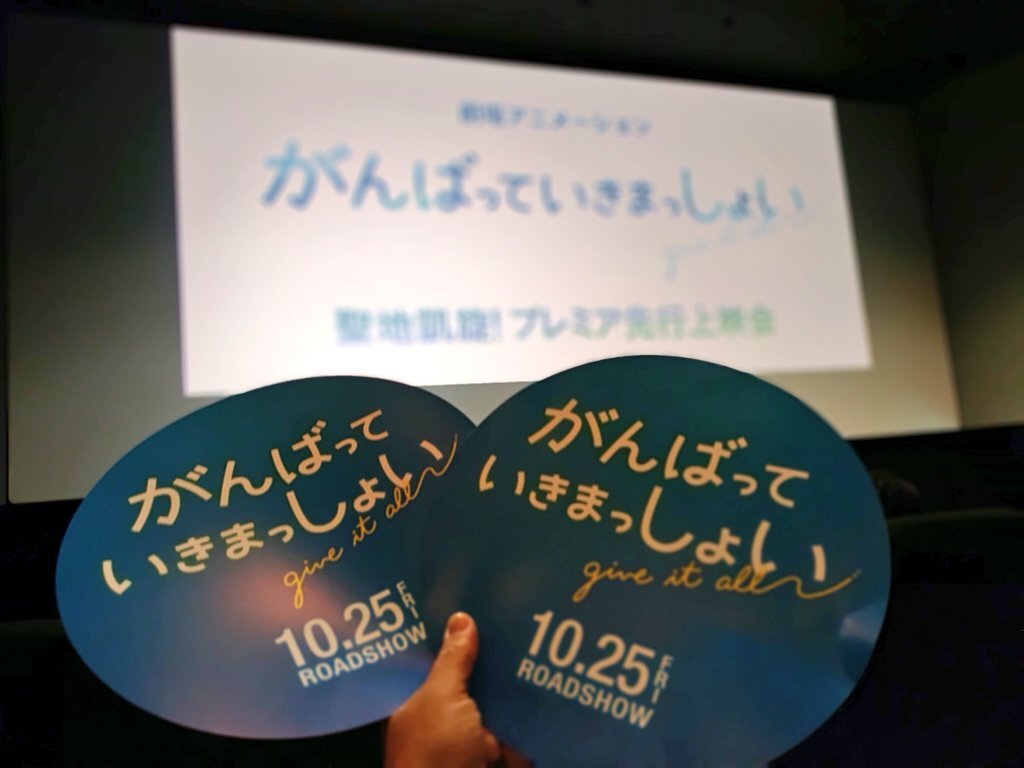 劇場アニメーション
がんばっていきまっしょい
give it all
聖地凱旋!プレミア先行上映会
がんばって
いきまっしょい
give it all
10.25 FRI
ROADSHOW
がんばって
いきまっしょい
give it all
10.25 FRI
ROADSHOW